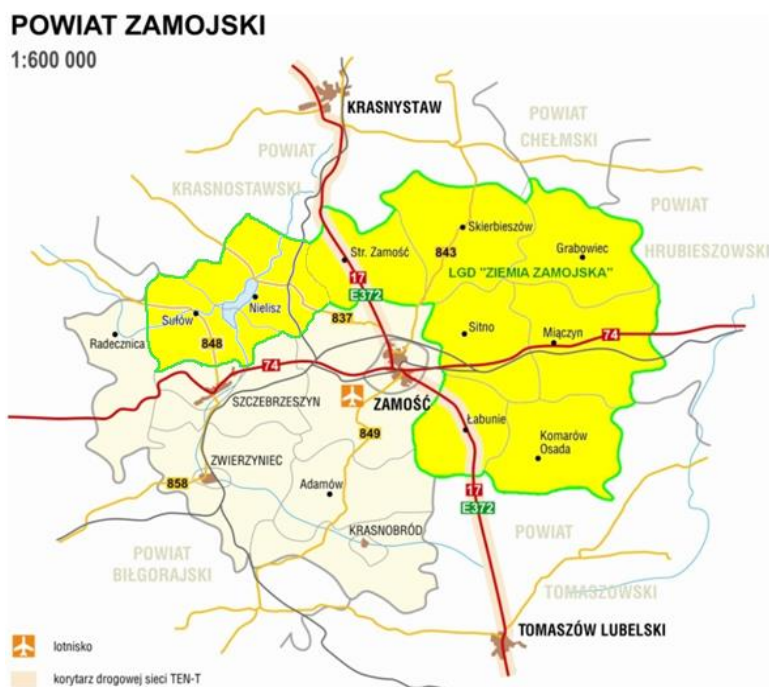 POWIAT ZAMOJSKI
1:600 000
KRASNYSTAW
POWIAT
CHEŁMSKI
POWIAT
KRASNOSTAWSKI
POWIAT
HRUBIESZOWSKI
Skierbieszów
Str. Zamość
843
Grabowiec
LGD "ZIEMIA ZAMOJSKA"
17
E372
Nielisz
Sułów
837
Radecznica
848
Sitno
Miączyn
74
74
SZCZEBRZESZYN
ZAMOŚĆ
Łabunie
849
Komarów
Osada
ZWIERZYNIEC
858
Adamów
17
E372
KRASNOBRÓD
POWIAT
BIŁGORAJSKI
POWIAT
TOMASZOWSKI
TOMASZÓW LUBELSKI
lotnisko
korytarz drogowej sieci TEN-T